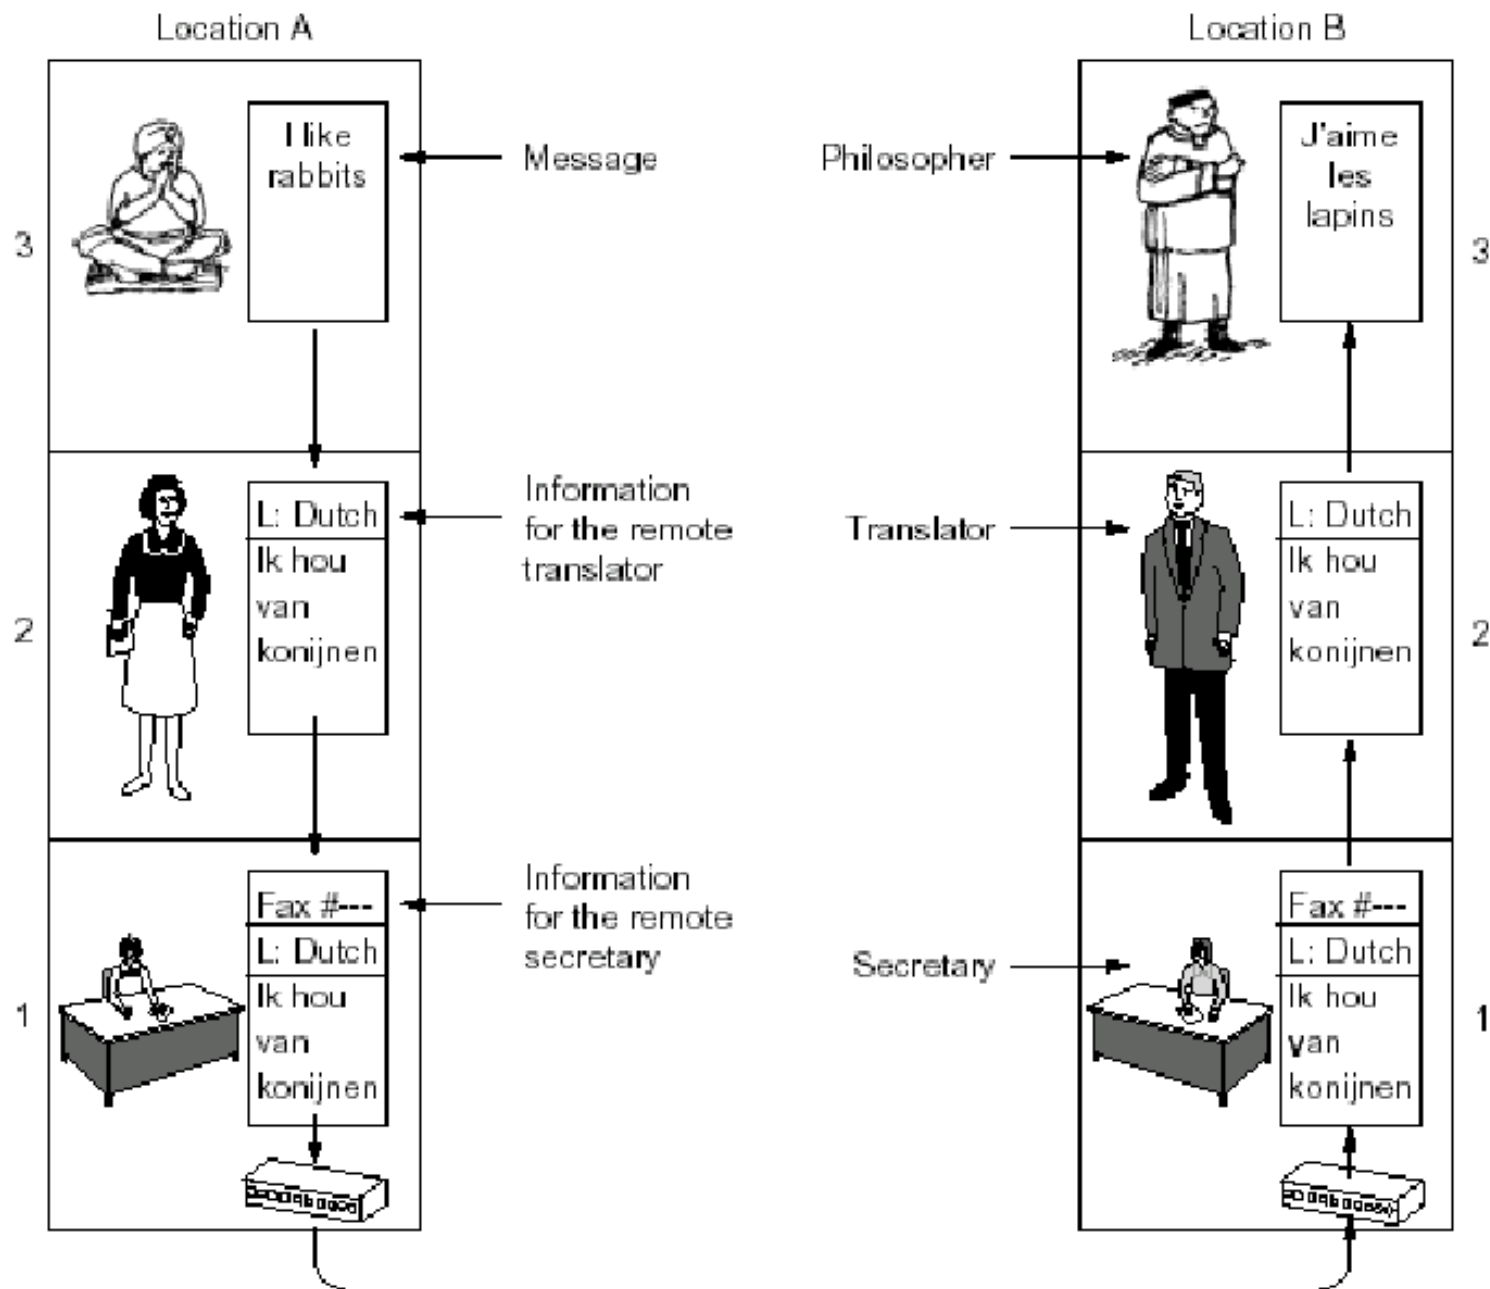 Location A
Location B
I like
rabbits
Message
Philosopher
J'aime
les
lapins
3
3
L: Dutch
Ik hou
van
konijnen
Information
for the remote
translator
Translator
L: Dutch
Ik hou
van
konijnen
2
2
Fax #---
L: Dutch
Ik hou
van
konijnen
Information
for the remote
secretary
Secretary
Fax #---
L: Dutch
Ik hou
van
konijnen
1
1